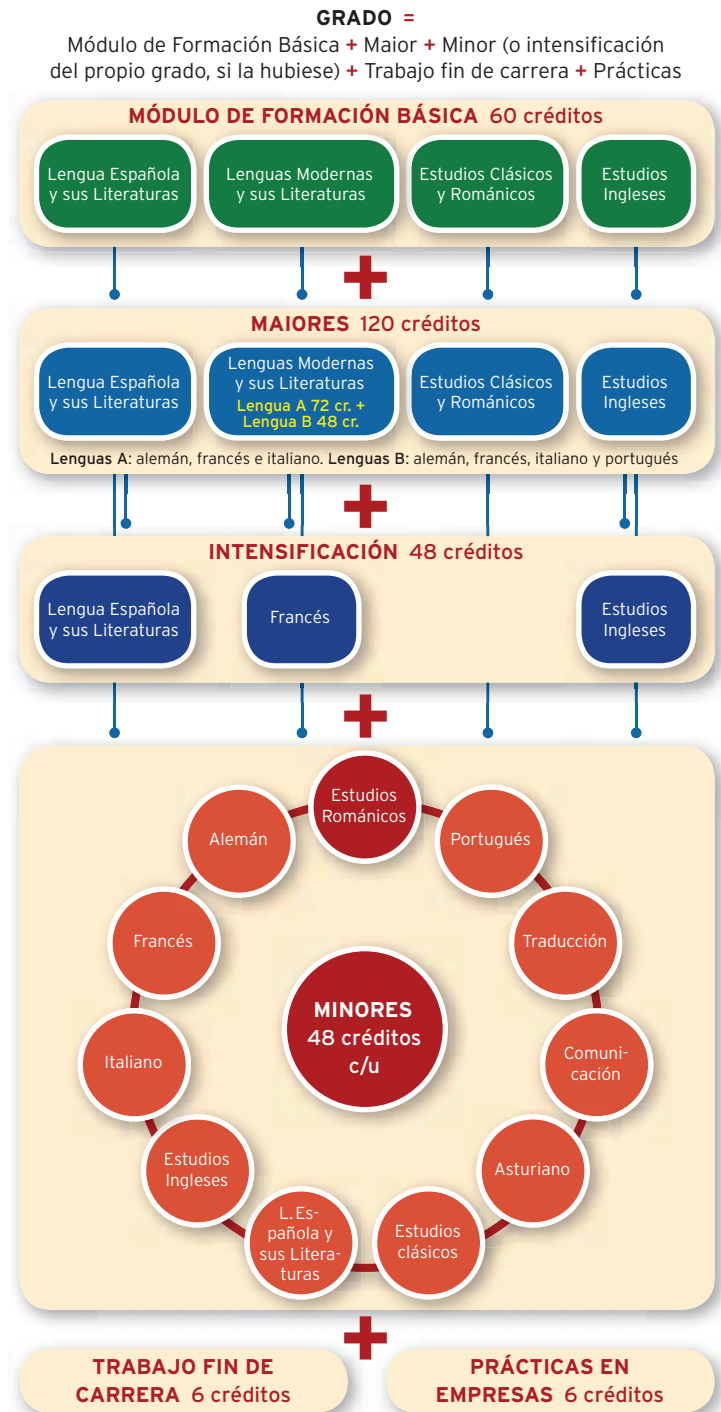 GRADO =
Módulo de Formación Básica + Maior + Minor (o intensificación
del propio grado, si la hubiese) + Trabajo fin de carrera + Prácticas
MÓDULO DE FORMACIÓN BÁSICA 60 créditos
Lengua Española
y sus Literaturas
Lenguas Modernas
y sus Literaturas
Estudios Clásicos
y Románicos
Estudios
Ingleses
+
MAIORES 120 créditos
Lengua Española
y sus Literaturas
Lenguas Modernas
y sus Literaturas
Lengua A 72 cr. +
Lengua B 48 cr.
Estudios Clásicos
y Románicos
Estudios
Ingleses
Lenguas A: alemán, francés e italiano. Lenguas B: alemán, francés, italiano y portugués
+
INTENSIFICACIÓN 48 créditos
Lengua Española
y sus Literaturas
Francés
Estudios
Ingleses
+
Estudios
Románicos
Alemán
Portugués
Francés
Traducción
MINORES
48 créditos
c/u
Italiano
Comuni-
cación
Estudios
Ingleses
Asturiano
L. Es-
pañola y
sus Litera-
turas
Estudios
clásicos
+
TRABAJO FIN DE
CARRERA 6 créditos
PRÁCTICAS EN
EMPRESAS 6 créditos